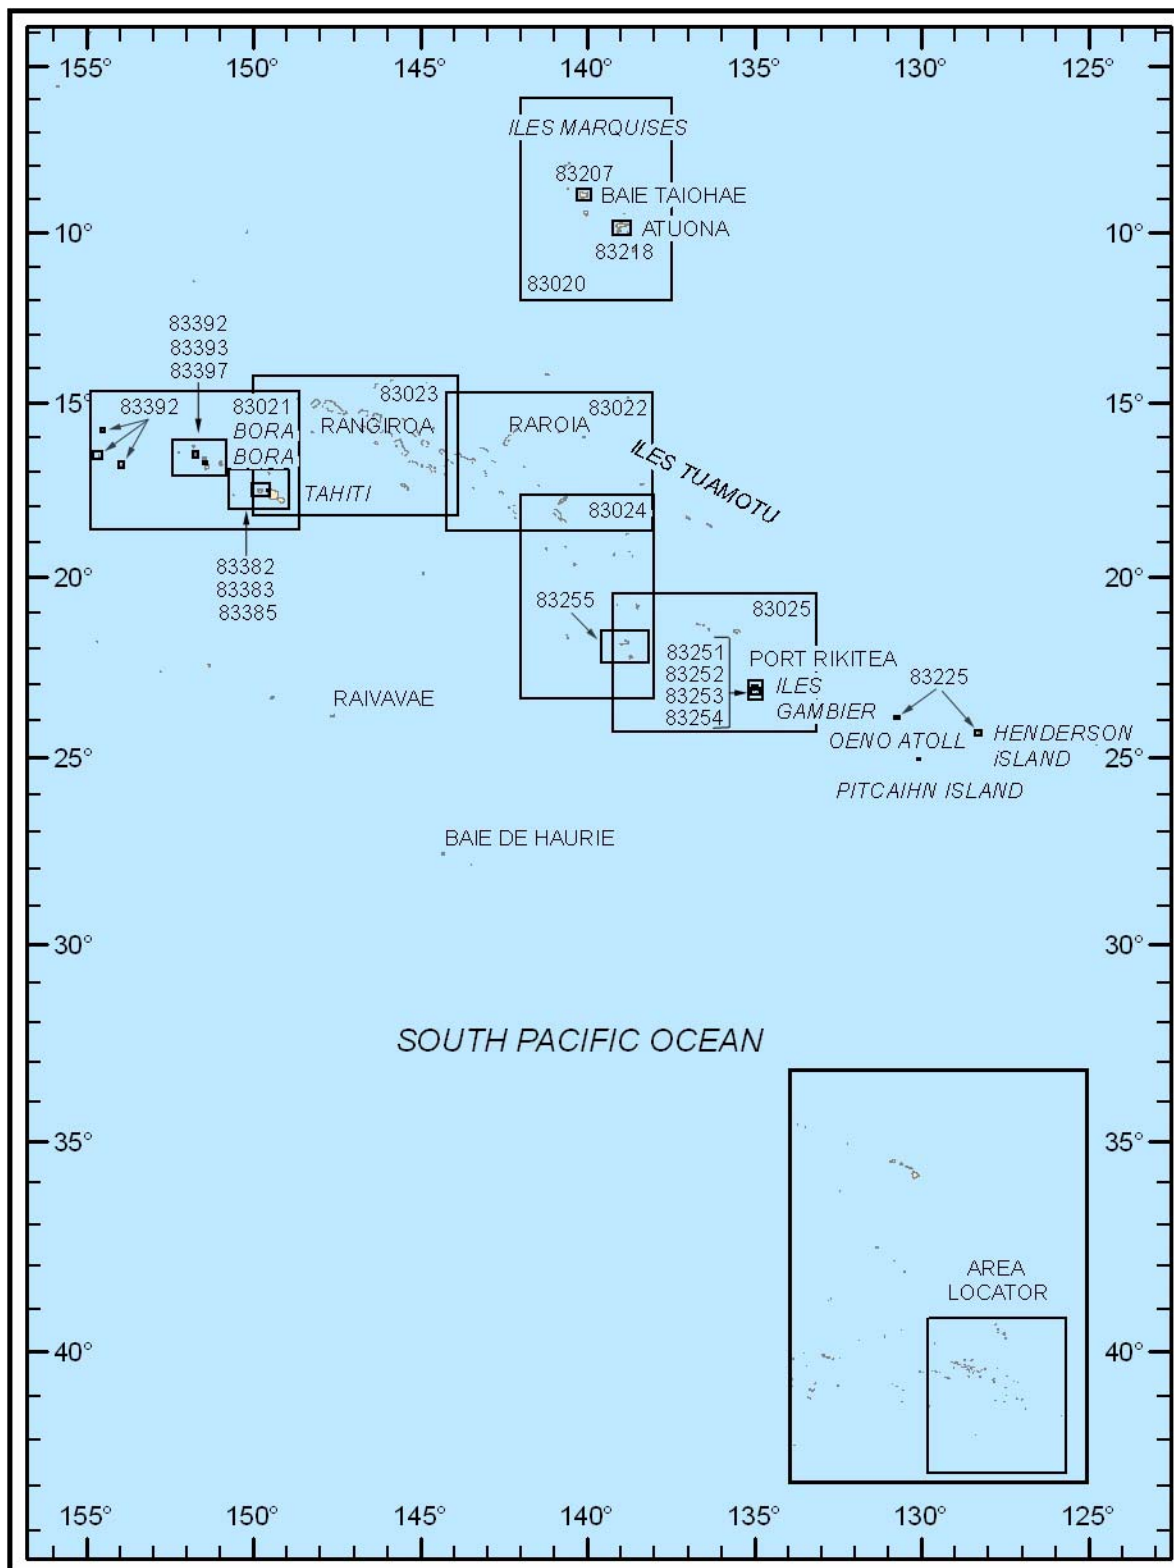 155° 150° 145° 140° 135° 130° 125°
ILES MARQUISES
83207
BAIE TAIOHAE
10° ATUONA 10°
83218
83020
83392
83393
83397
83023
83392 83021 83022
15° BORA RANGIROA RAROIA 15°
BORA
ILES TUAMOTU
TAHITI
83024
83382
83383
83385
20° 20°
83255 83025
83251
83252
83253
83254
PORT RIKITEA
ILES
GAMBIER
83225
RAIVAVAE
OENO ATOLL
HENDERSON
iSLAND
25° 25°
PITCAIHN ISLAND
BAIE DE HAURIE
30° 30°
SOUTH PACIFIC OCEAN
35° 35°
AREA
LOCATOR
40° 40°
155° 150° 145° 140° 135° 130° 125°